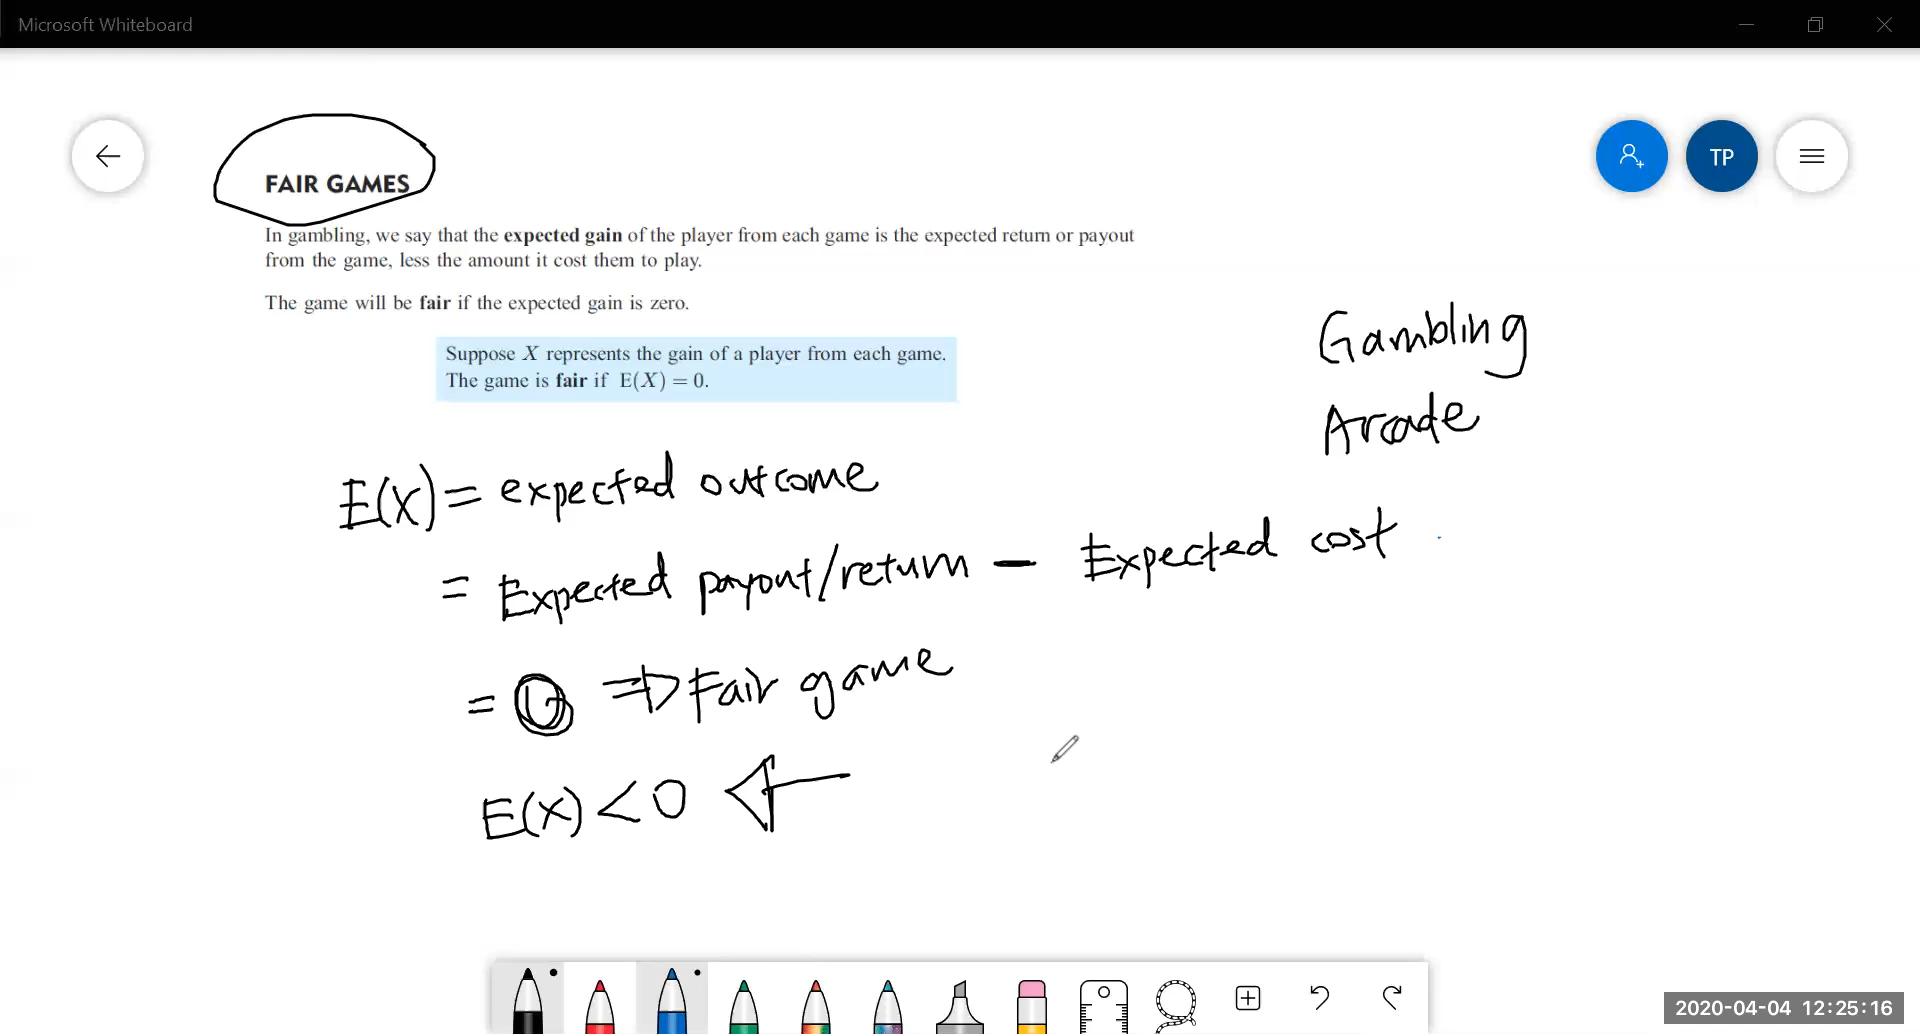 Microsoft Whiteboard
TP
FAIR GAMES
In gambling, we say that the expected gain of the player from each game is the expected return or payout
from the game, less the amount it cost them to play.
The game will be fair if the expected gain is zero.
Suppose X represents the gain of a player from each game.
The game is fair if E(X) = 0.
Gambling
Arcade
E(X) = expected outcome
= Expected payout/return − Expected cost
= 0 ⇒ Fair game
E(X) < 0 ←
2020-04-04 12:25:16